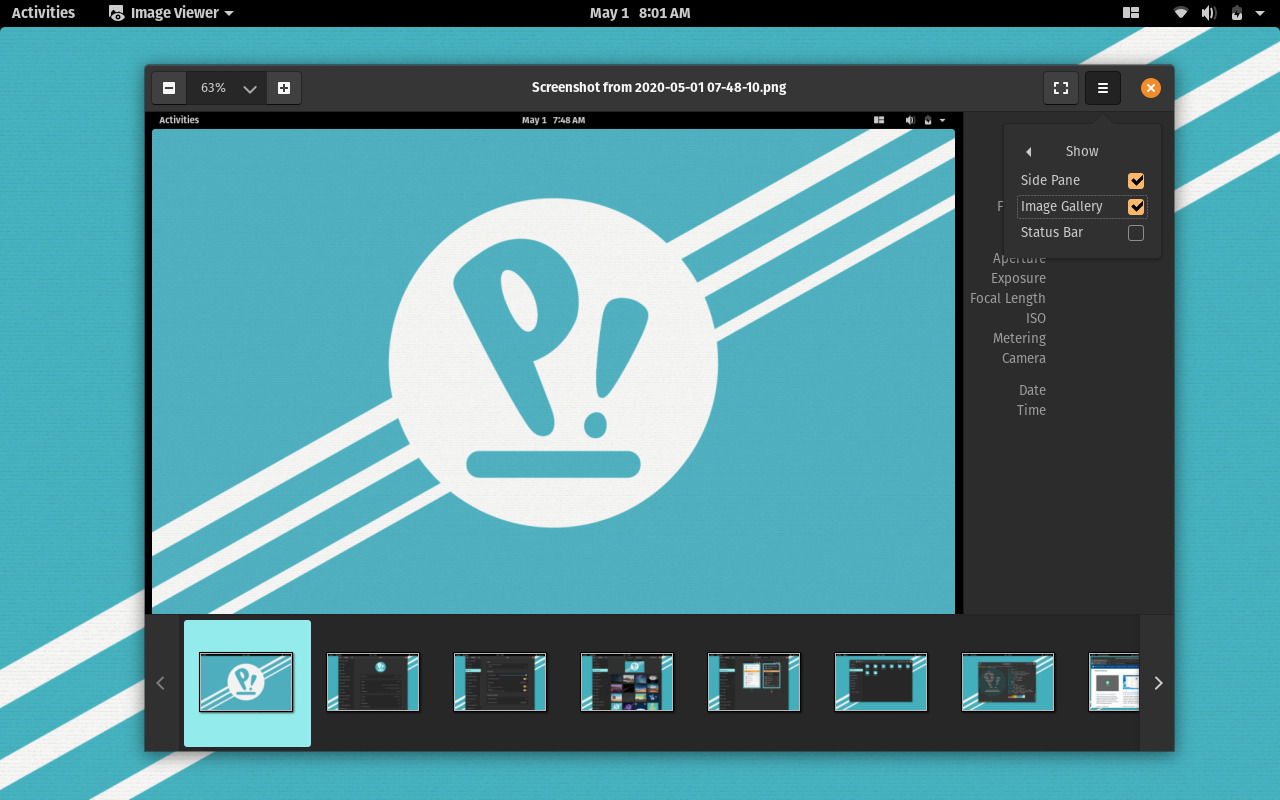 Activities Image Viewer May 1 8:01 AM
63% Screenshot from 2020-05-01 07-48-10.png
Activities May 1 7:48 AM
P!
Show
Side Pane
Image Gallery
Status Bar
F
Aperture
Exposure
Focal Length
ISO
Metering
Camera
Date
Time